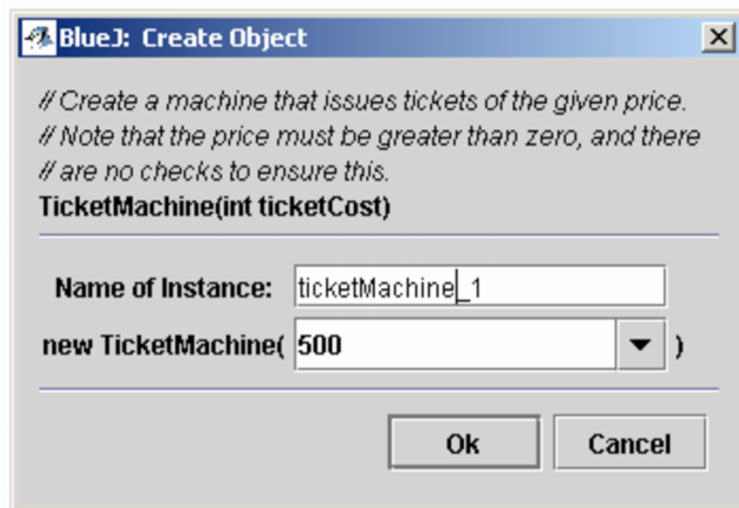 BlueJ: Create Object
// Create a machine that issues tickets of the given price.
// Note that the price must be greater than zero, and there
// are no checks to ensure this.
TicketMachine(int ticketCost)
Name of Instance: ticketMachine_1
new TicketMachine( 500 )
Ok Cancel